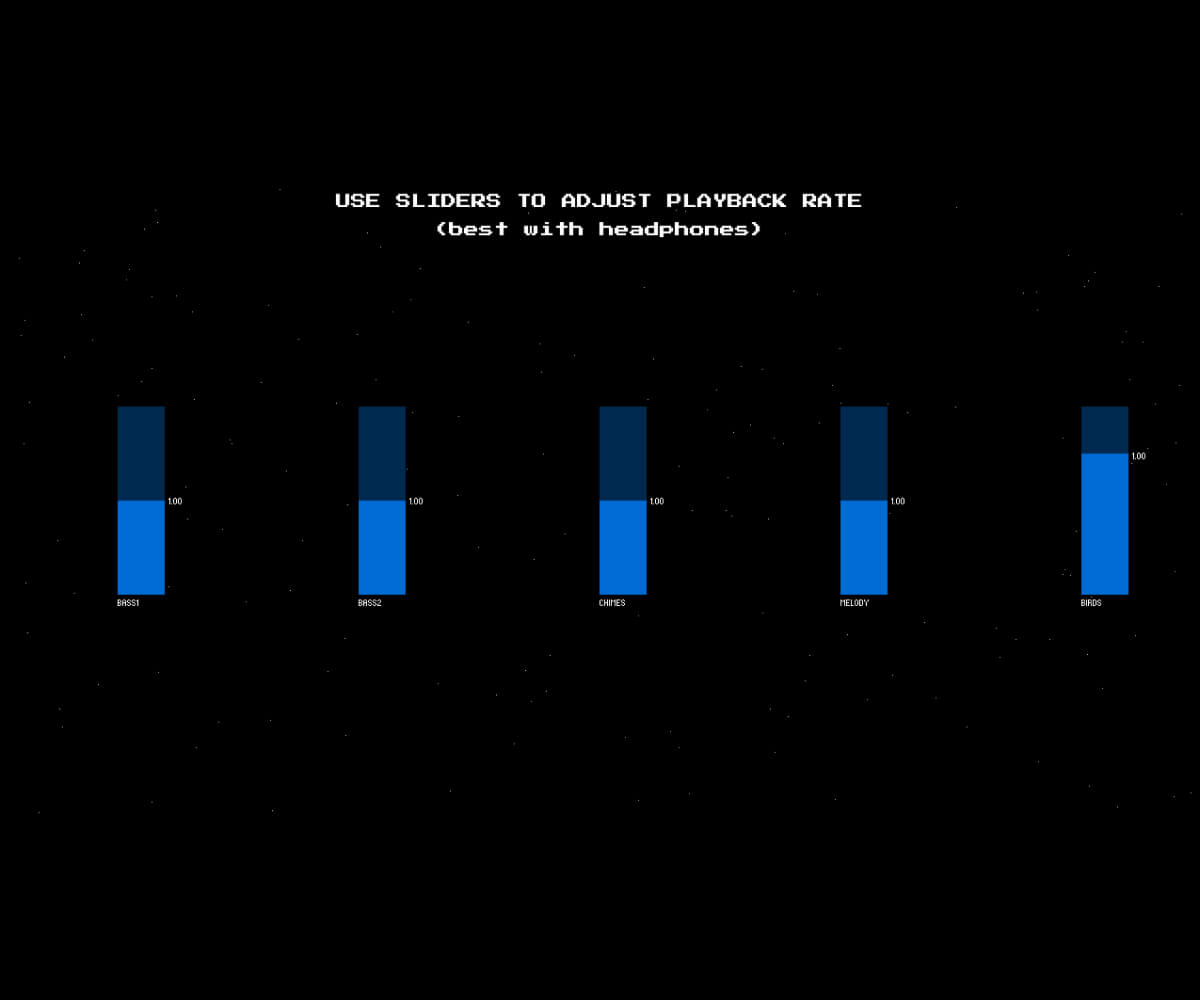 USE SLIDERS TO ADJUST PLAYBACK RATE
(best with headphones)
1.00
1.00
1.00
1.00
1.00
BASS1
BASS2
CHIMES
MELODY
BIRDS